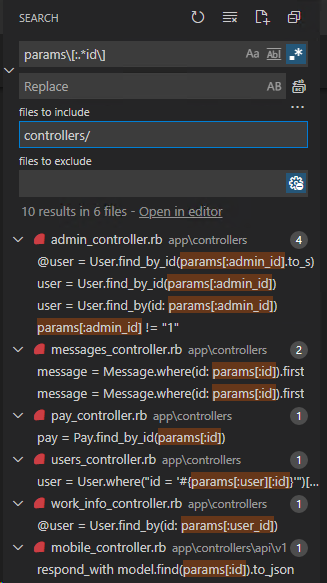 SEARCH
params\[:.*id\]
Aa Abl .*
Replace
AB
...
files to include
controllers/
files to exclude
10 results in 6 files - Open in editor
admin_controller.rb app\controllers 4
@user = User.find_by_id(params[:admin_id].to_s)
user = User.find_by_id(params[:admin_id])
user = User.find_by(id: params[:admin_id])
params[:admin_id] != "1"
messages_controller.rb app\controllers 2
message = Message.where(id: params[:id]).first
message = Message.where(id: params[:id]).first
pay_controller.rb app\controllers 1
pay = Pay.find_by_id(params[:id])
users_controller.rb app\controllers 1
user = User.where("id = '#{params[:user][:id]}'")[...
work_info_controller.rb app\controllers 1
@user = User.find_by(id: params[:user_id])
mobile_controller.rb app\controllers\api\v1 1
respond_with model.find(params[:id]).to_json